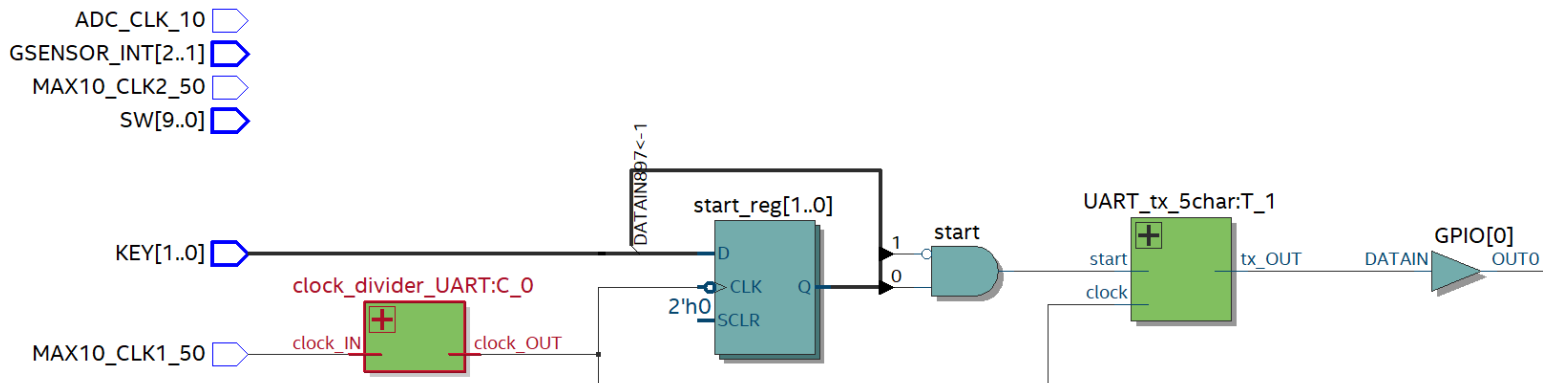 ADC_CLK_10
GSENSOR_INT[2..1]
MAX10_CLK2_50
SW[9..0]
DATAIN897<-1
start_reg[1..0]
UART_tx_5char:T_1
KEY[1..0]
D
1
start
start
tx_OUT
GPIO[0]
DATAIN
OUT0
clock_divider_UART:C_0
CLK
Q
0
clock
2'h0
SCLR
MAX10_CLK1_50
clock_IN
clock_OUT